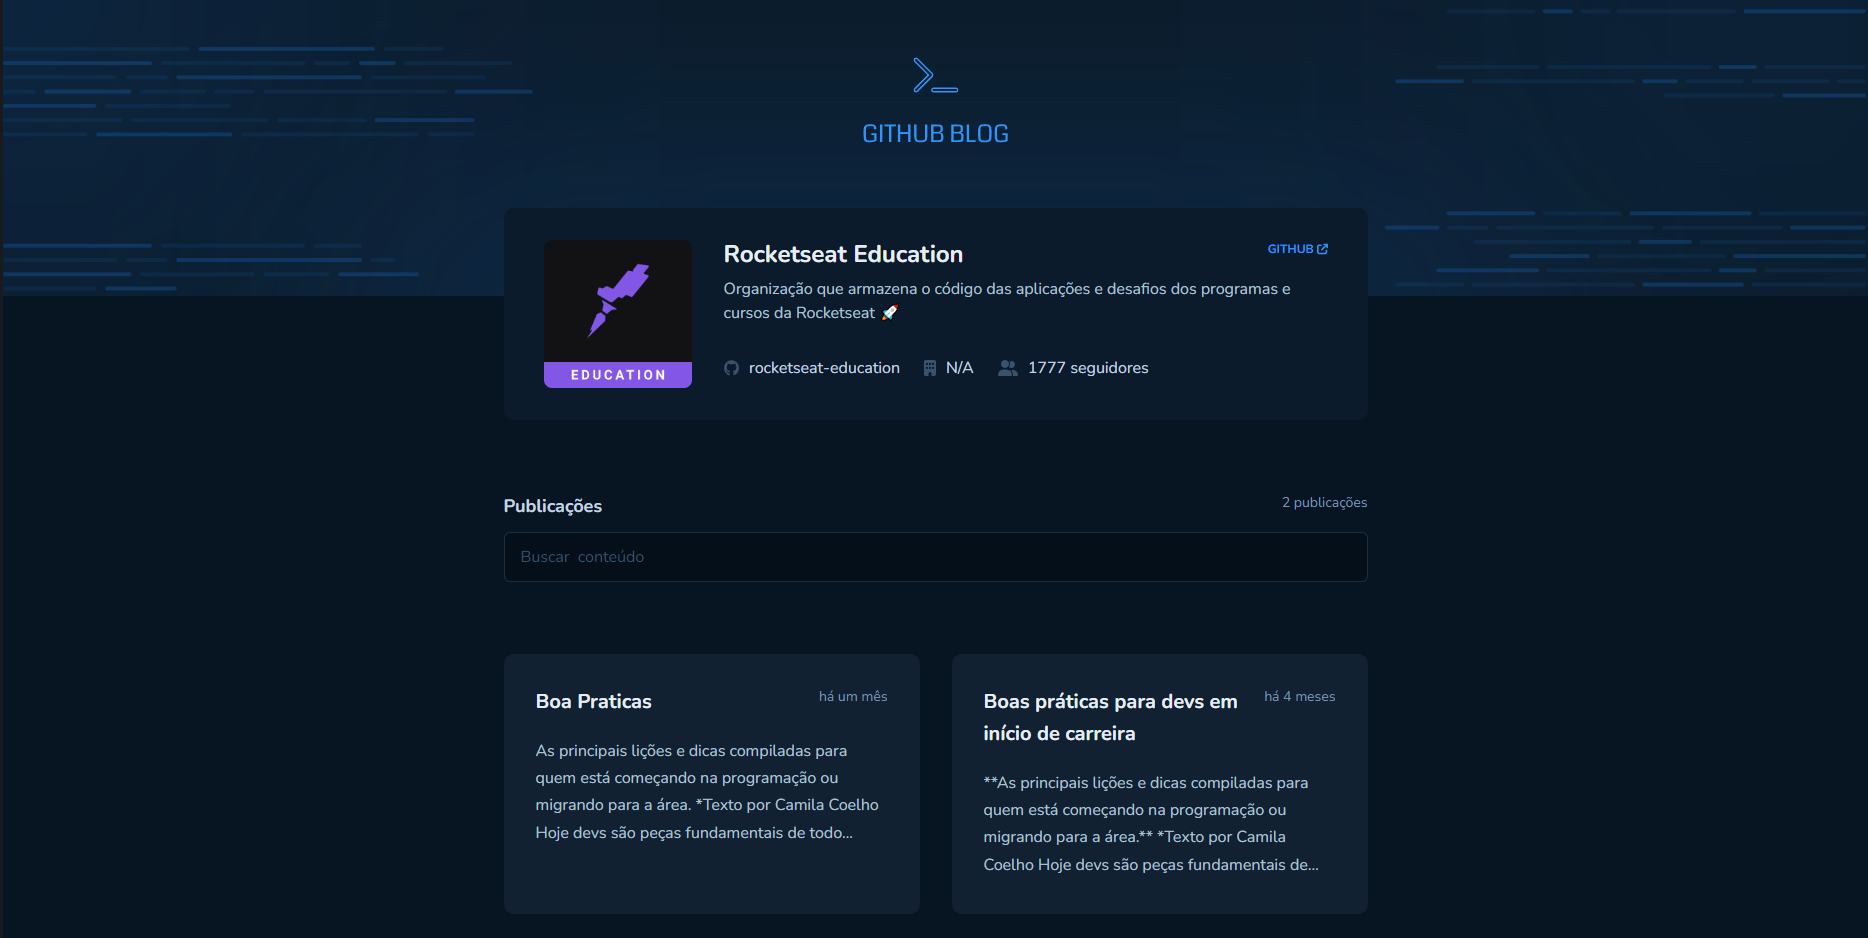 GITHUB BLOG
EDUCATION
Rocketseat Education
GITHUB
Organização que armazena o código das aplicações e desafios dos programas e
cursos da Rocketseat 🚀
rocketseat-education
N/A
1777 seguidores
Publicações
2 publicações
Buscar conteúdo
Boa Praticas
há um mês
As principais lições e dicas compiladas para
quem está começando na programação ou
migrando para a área. *Texto por Camila Coelho
Hoje devs são peças fundamentais de todo...
Boas práticas para devs em
início de carreira
há 4 meses
**As principais lições e dicas compiladas para
quem está começando na programação ou
migrando para a área.** *Texto por Camila
Coelho Hoje devs são peças fundamentais de...